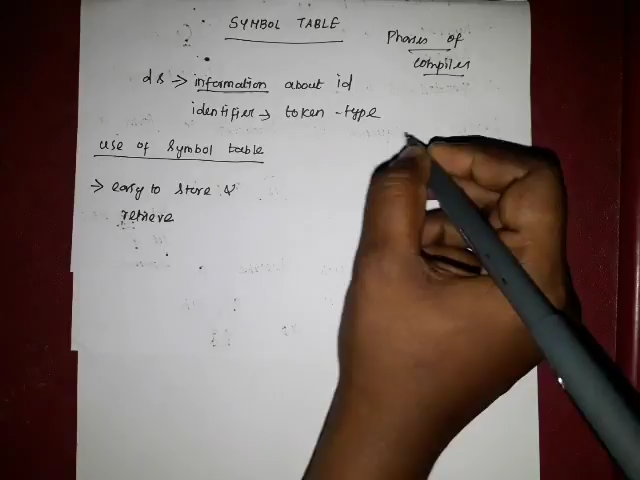 SYMBOL TABLE
Phases of
compiler
ds → information about id
identifier → token-type
use of symbol table
→ easy to store &
retrieve